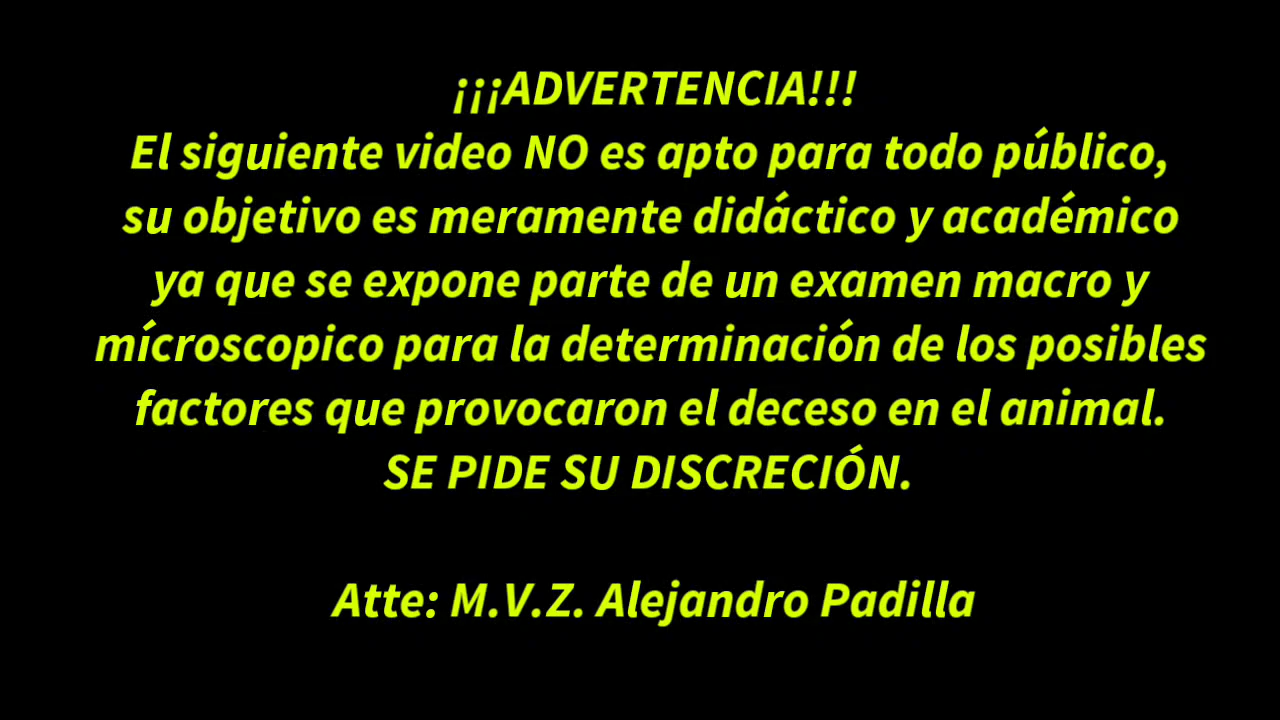 ¡¡¡ADVERTENCIA!!!
El siguiente video NO es apto para todo público,
su objetivo es meramente didáctico y académico
ya que se expone parte de un examen macro y
mícroscopico para la determinación de los posibles
factores que provocaron el deceso en el animal.
SE PIDE SU DISCRECIÓN.
Atte: M.V.Z. Alejandro Padilla